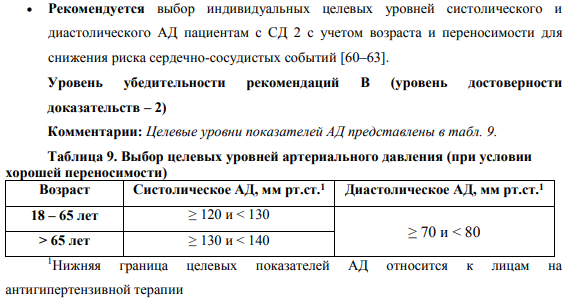 • Рекомендуется выбор индивидуальных целевых уровней систолического и
диастолического АД пациентам с СД 2 с учетом возраста и переносимости для
снижения риска сердечно-сосудистых событий [60–63].
Уровень убедительности рекомендаций В (уровень достоверности
доказательств – 2)
Комментарии: Целевые уровни показателей АД представлены в табл. 9.
Таблица 9. Выбор целевых уровней артериального давления (при условии
хорошей переносимости)
Возраст Систолическое АД, мм рт.ст.¹ Диастолическое АД, мм рт.ст.¹
18 – 65 лет ≥ 120 и < 130
≥ 70 и < 80
> 65 лет ≥ 130 и < 140
¹Нижняя граница целевых показателей АД относится к лицам на
антигипертензивной терапии